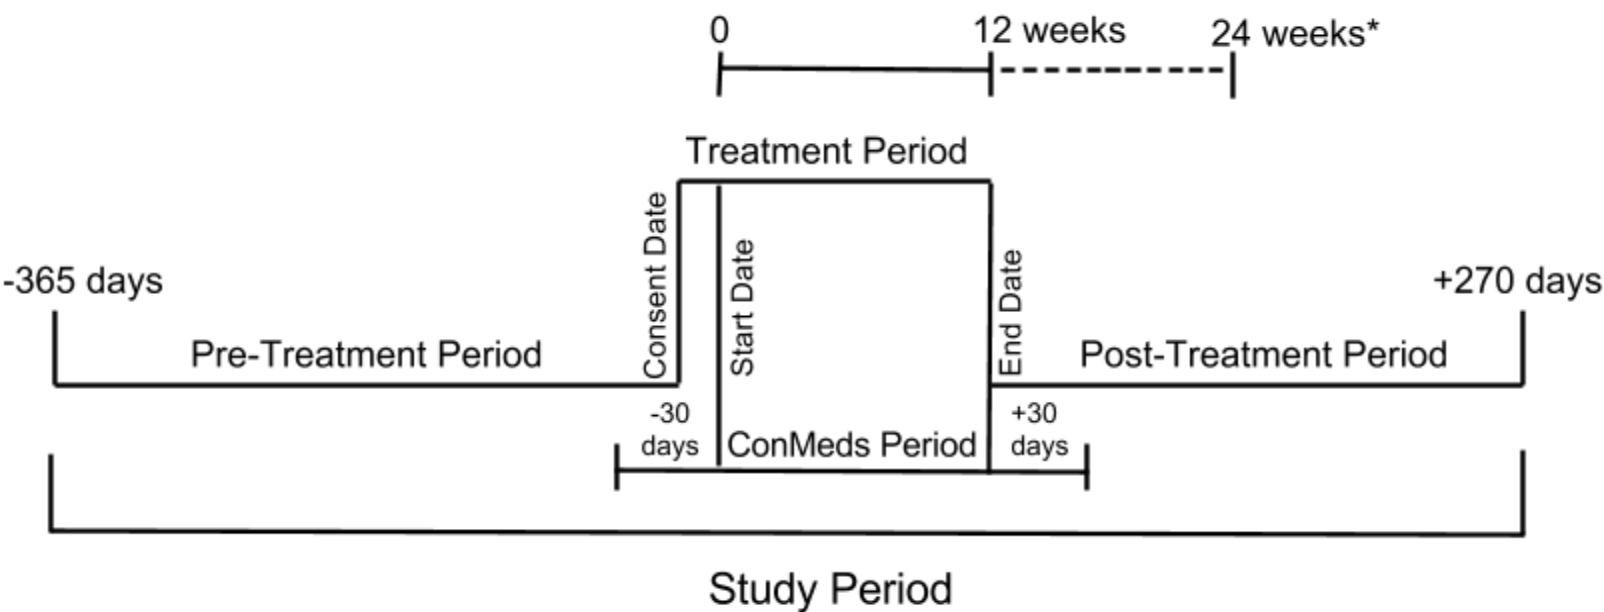 0
12 weeks
24 weeks*
Treatment Period
Consent Date
Start Date
End Date
-365 days
+270 days
Pre-Treatment Period
Post-Treatment Period
-30
days
ConMeds Period
+30
days
Study Period